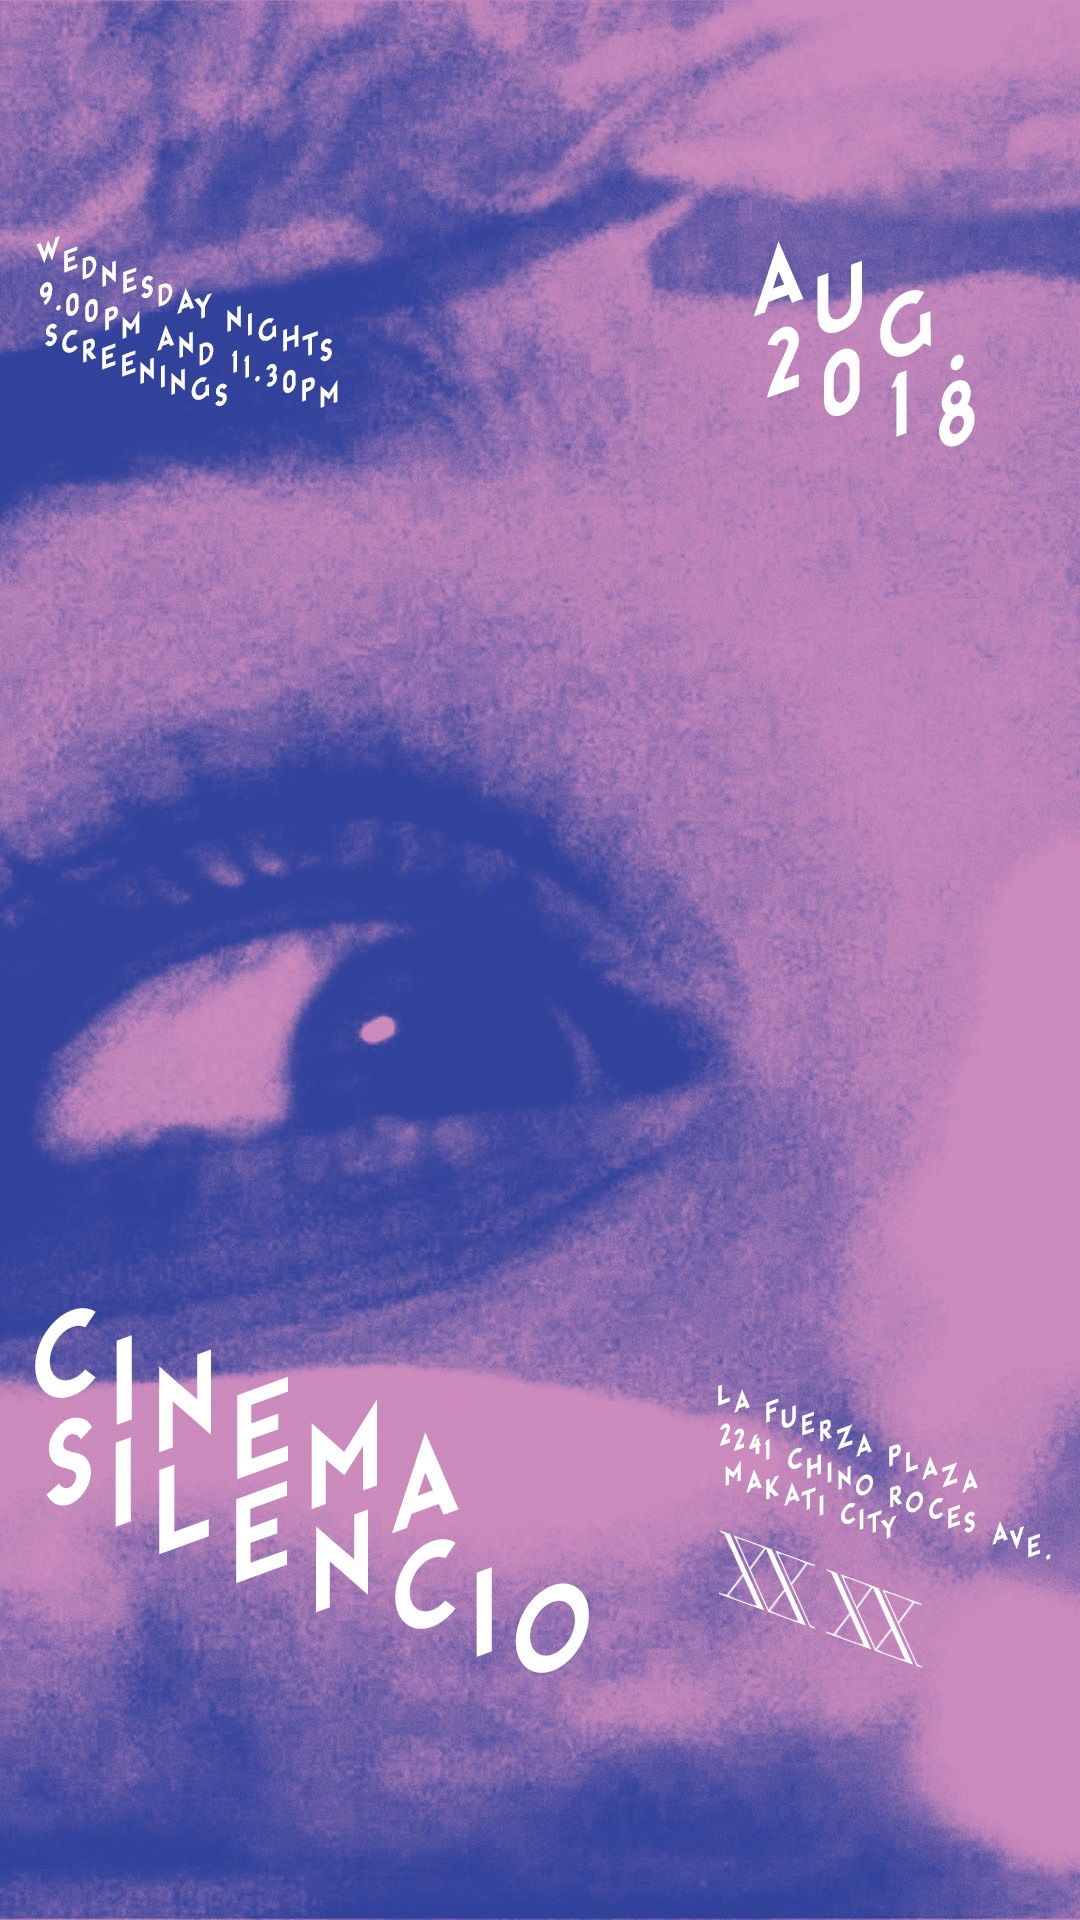 WEDNESDAY NIGHTS
9.00PM AND 11.30PM
SCREENINGS
AUG.
2018
CINEMA
SILENCIO
LA FUERZA PLAZA
2241 CHINO ROCES AVE.
MAKATI CITY
XX XX